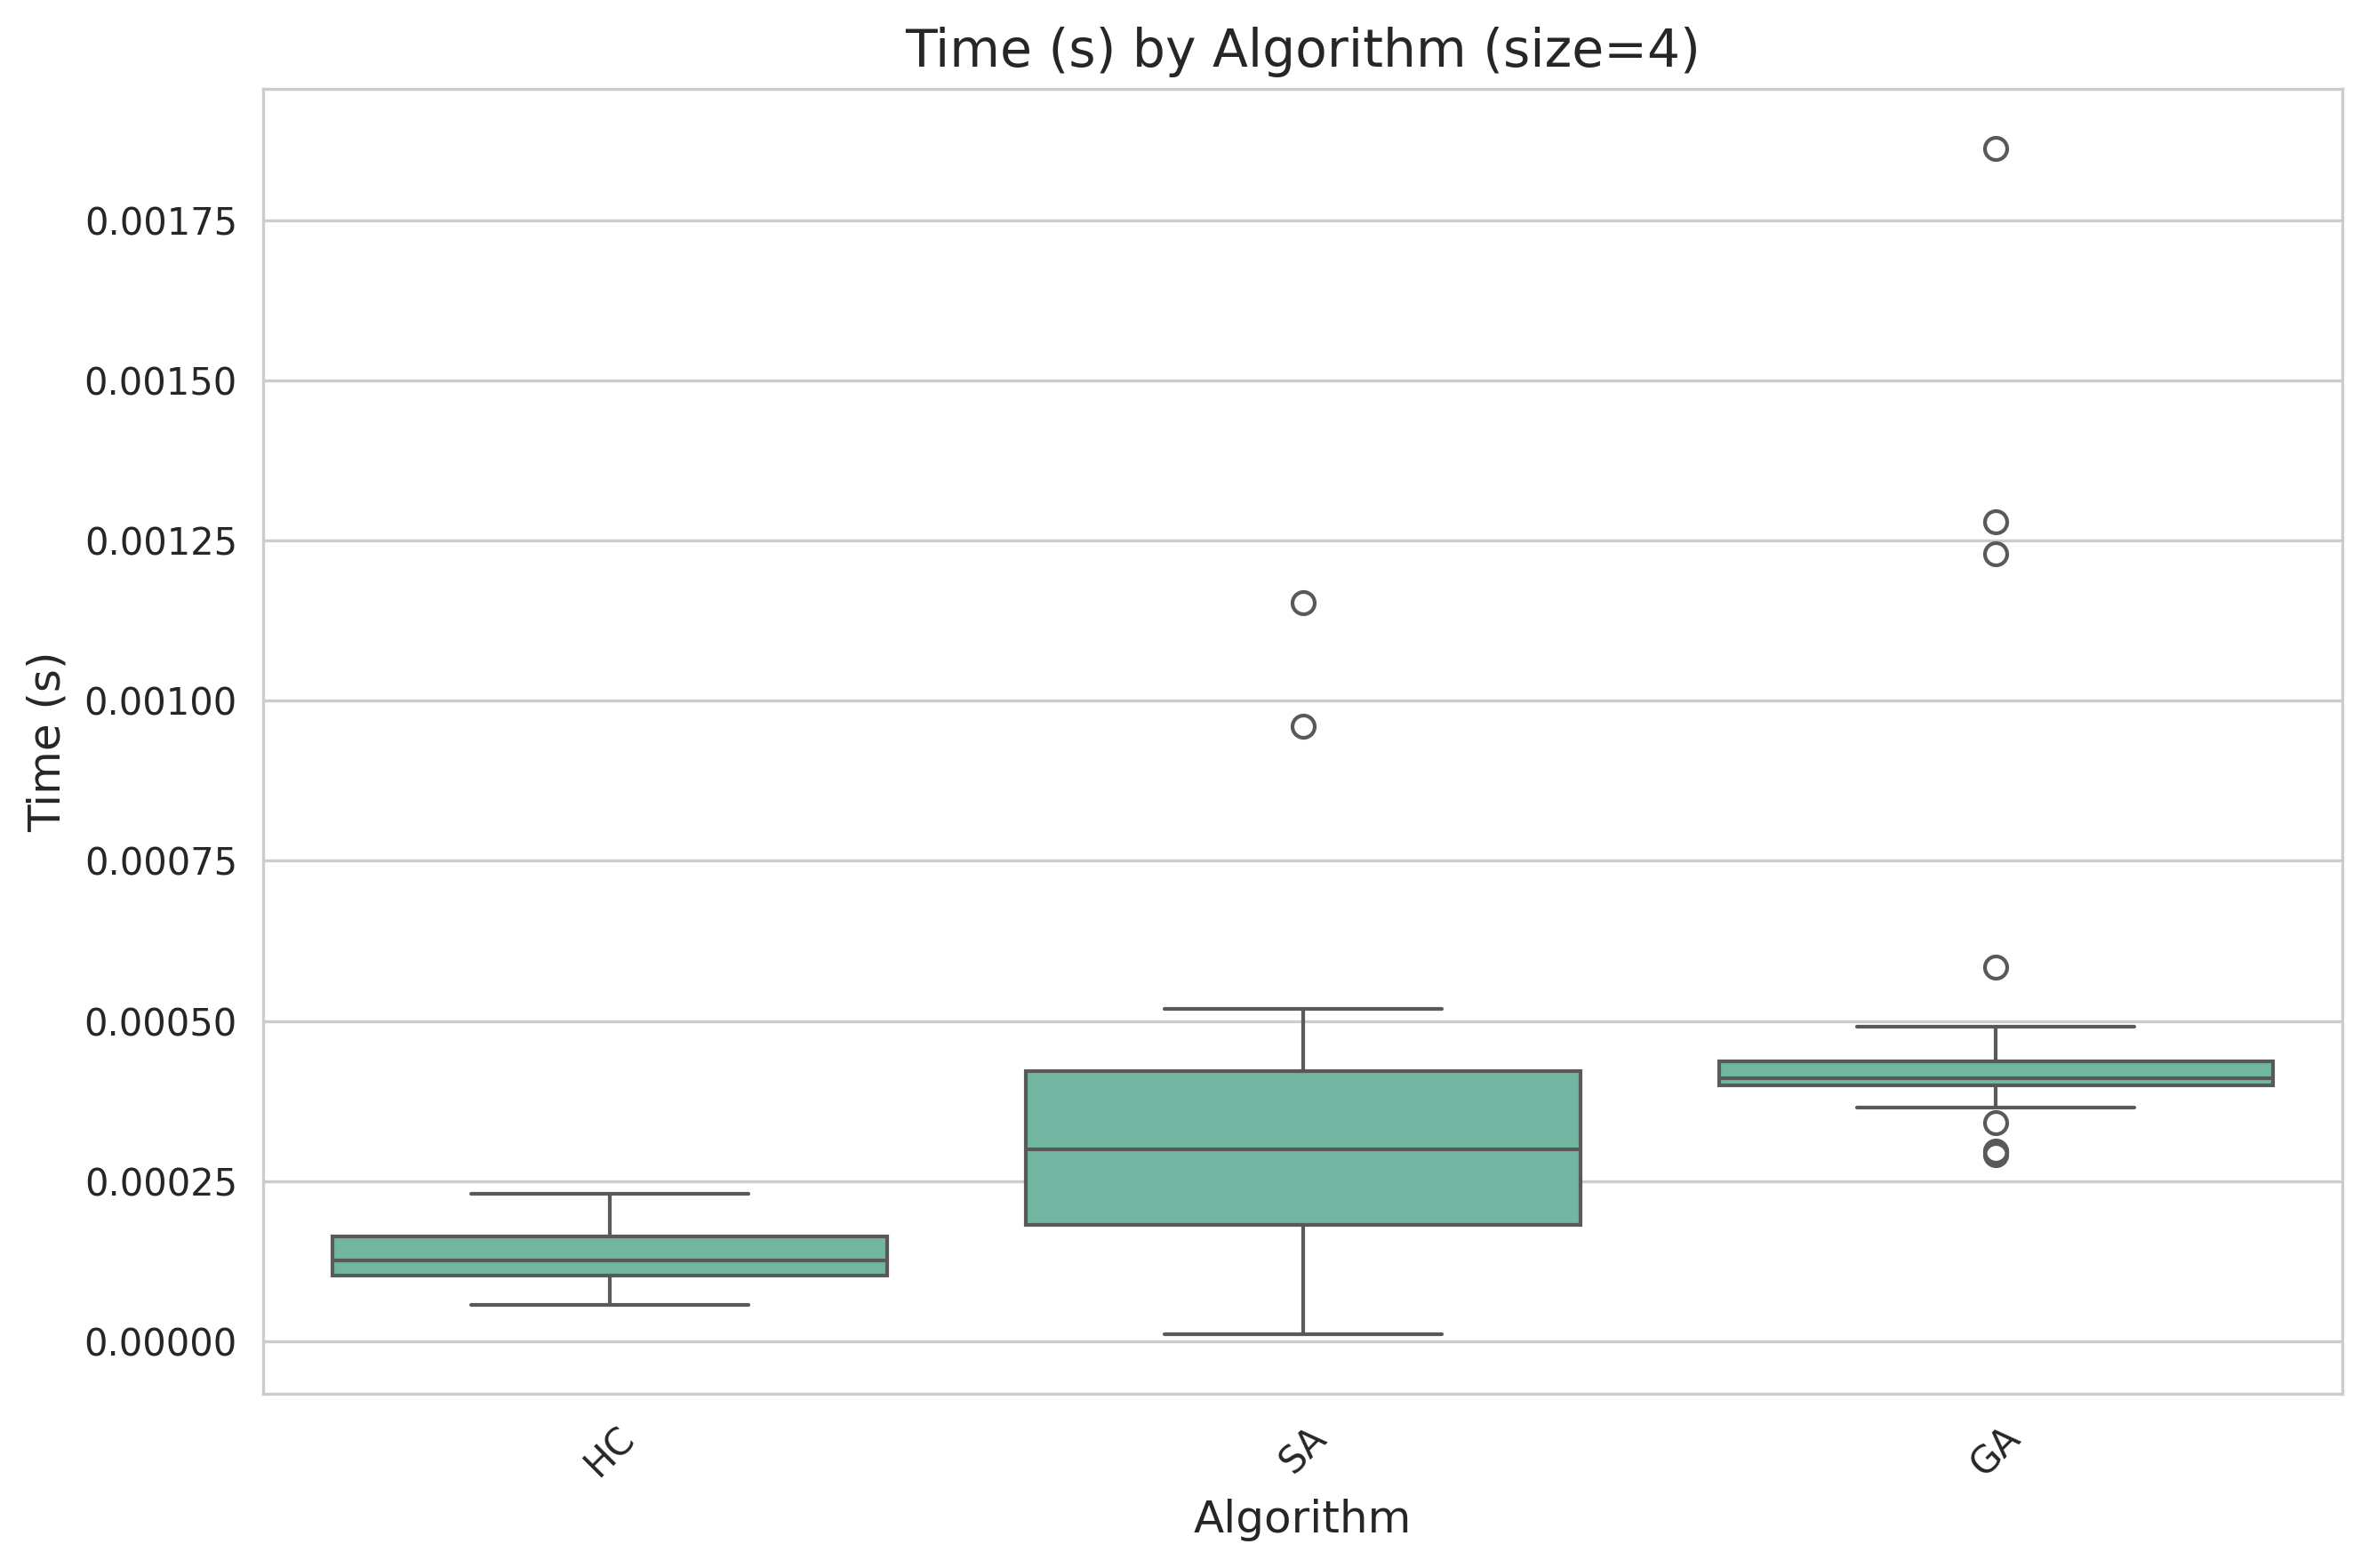 Time (s) by Algorithm (size=4)
Time (s)
0.00175
0.00150
0.00125
0.00100
0.00075
0.00050
0.00025
0.00000
HC
SA
GA
Algorithm